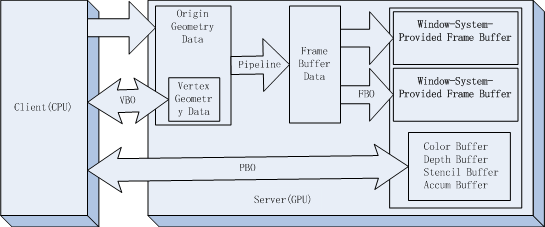 Client(CPU)
Origin
Geometry
Data
Vertex
Geometr
y Data
VBO
Pipeline
Frame
Buffer
Data
FBO
Window-System-
Provided Frame Buffer
Window-System-
Provided Frame Buffer
Color Buffer
Depth Buffer
Stencil Buffer
Accum Buffer
PBO
Server(GPU)